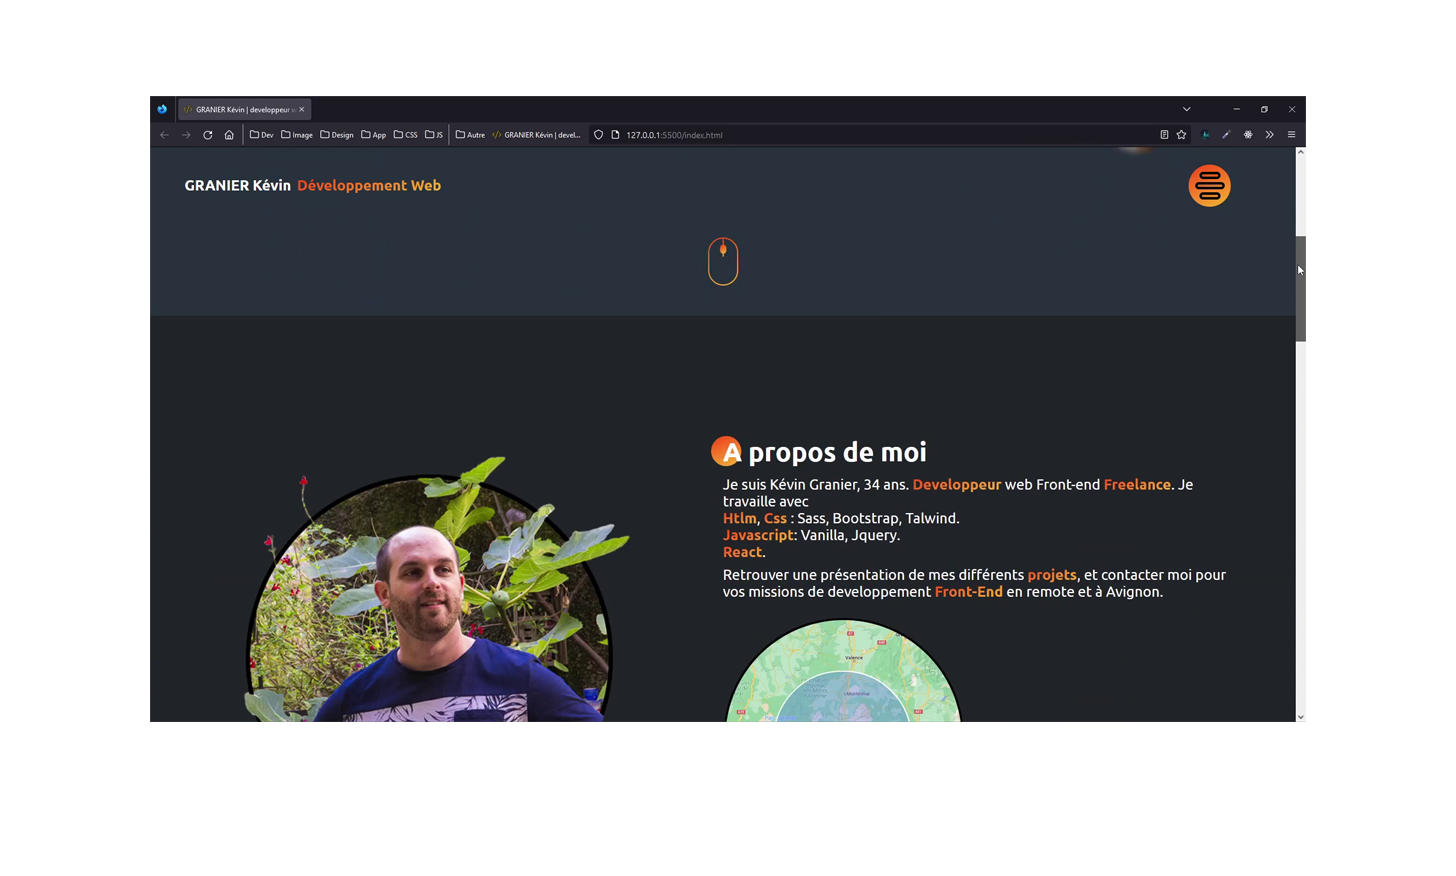 GRANIER Kévin | developpeur w
Dev Image Design App CSS JS Autre GRANIER Kévin | devel... 127.0.0.1:5500/index.html
GRANIER Kévin Développement Web
A propos de moi
Je suis Kévin Granier, 34 ans. Developpeur web Front-end Freelance. Je
travaille avec
Htlm, Css : Sass, Bootstrap, Talwind.
Javascript: Vanilla, Jquery.
React.
Retrouver une présentation de mes différents projets, et contacter moi pour
vos missions de developpement Front-End en remote et à Avignon.
Valence